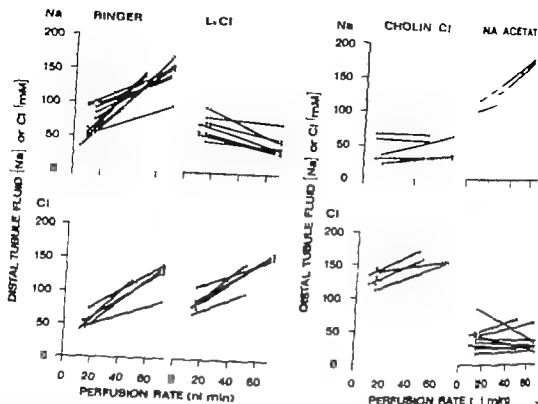 Na RINGER LiCl
200
150
100
50
DISTAL TUBULE FLUID [Na] or Cl [mM]
Cl
200
150
100
50
20 40 60 20 40 60
PERFUSION RATE (nl min)
Na CHOLIN Cl NA ACETAT
200
150
100
50
0
DISTAL TUBULE FLUID [Na] or Cl [mM]
Cl
200
150
100
50
20 40 60 80 20 40 60 80
PERFUSION RATE ( l min)